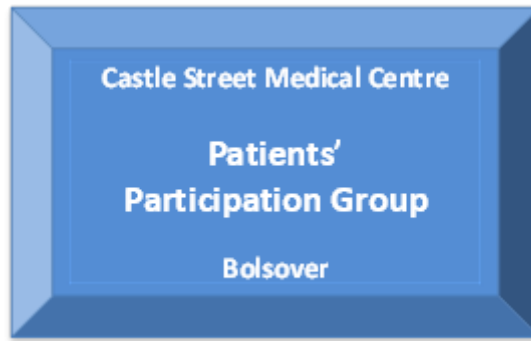 Castle Street Medical Centre
Patients’
Participation Group
Bolsover